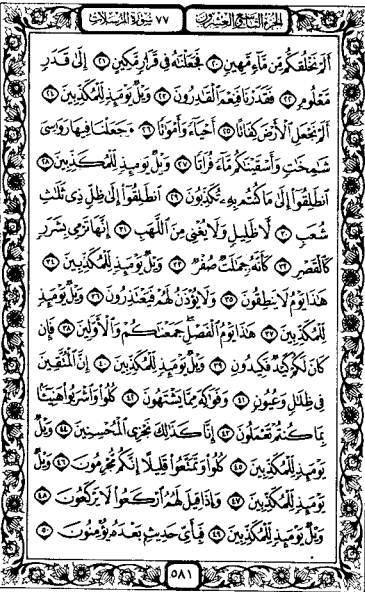 الجزء التاسع والعشرون ٧٧ سورة المرسلات
أَلَمْ نَخْلُقكُّم مِّن مَّآءٍ مَّهِينٍ ٢٠ فَجَعَلْنَٰهُ فِى قَرَارٍ مَّكِينٍ ٢١ إِلَىٰ قَدَرٍ
مَّعْلُومٍ ٢٢ فَقَدَرْنَا فَنِعْمَ ٱلْقَٰدِرُونَ ٢٣ وَيْلٌ يَوْمَئِذٍ لِّلْمُكَذِّبِينَ ٢٤
أَلَمْ نَجْعَلِ ٱلْأَرْضَ كِفَاتًا ٢٥ أَحْيَآءً وَأَمْوَٰتًا ٢٦ وَجَعَلْنَا فِيهَا رَوَٰسِىَ
شَٰمِخَٰتٍ وَأَسْقَيْنَٰكُم مَّآءً فُرَاتًا ٢٧ وَيْلٌ يَوْمَئِذٍ لِّلْمُكَذِّبِينَ ٢٨
ٱنطَلِقُوٓا۟ إِلَىٰ مَا كُنتُم بِهِۦ تُكَذِّبُونَ ٢٩ ٱنطَلِقُوٓا۟ إِلَىٰ ظِلٍّ ذِى ثَلَٰثِ
شُعَبٍ ٣٠ لَّا ظَلِيلٍ وَلَا يُغْنِى مِنَ ٱللَّهَبِ ٣١ إِنَّهَا تَرْمِى بِشَرَرٍ
كَٱلْقَصْرِ ٣٢ كَأَنَّهُۥ جِمَٰلَتٌ صُفْرٌ ٣٣ وَيْلٌ يَوْمَئِذٍ لِّلْمُكَذِّبِينَ ٣٤
هَٰذَا يَوْمُ لَا يَنطِقُونَ ٣٥ وَلَا يُؤْذَنُ لَهُمْ فَيَعْتَذِرُونَ ٣٦ وَيْلٌ يَوْمَئِذٍ
لِّلْمُكَذِّبِينَ ٣٧ هَٰذَا يَوْمُ ٱلْفَصْلِ جَمَعْنَٰكُمْ وَٱلْأَوَّلِينَ ٣٨ فَإِن
كَانَ لَكُمْ كَيْدٌ فَكِيدُونِ ٣٩ وَيْلٌ يَوْمَئِذٍ لِّلْمُكَذِّبِينَ ٤٠ إِنَّ ٱلْمُتَّقِينَ
فِى ظِلَٰلٍ وَعُيُونٍ ٤١ وَفَوَٰكِهَ مِمَّا يَشْتَهُونَ ٤٢ كُلُوا۟ وَٱشْرَبُوا۟ هَنِيٓـًٔۢا
بِمَا كُنتُمْ تَعْمَلُونَ ٤٣ إِنَّا كَذَٰلِكَ نَجْزِى ٱلْمُحْسِنِينَ ٤٤ وَيْلٌ
يَوْمَئِذٍ لِّلْمُكَذِّبِينَ ٤٥ كُلُوا۟ وَتَمَتَّعُوا۟ قَلِيلًا إِنَّكُم مُّجْرِمُونَ ٤٦ وَيْلٌ
يَوْمَئِذٍ لِّلْمُكَذِّبِينَ ٤٧ وَإِذَا قِيلَ لَهُمُ ٱرْكَعُوا۟ لَا يَرْكَعُونَ ٤٨
وَيْلٌ يَوْمَئِذٍ لِّلْمُكَذِّبِينَ ٤٩ فَبِأَىِّ حَدِيثٍۭ بَعْدَهُۥ يُؤْمِنُونَ ٥٠
٥٨١